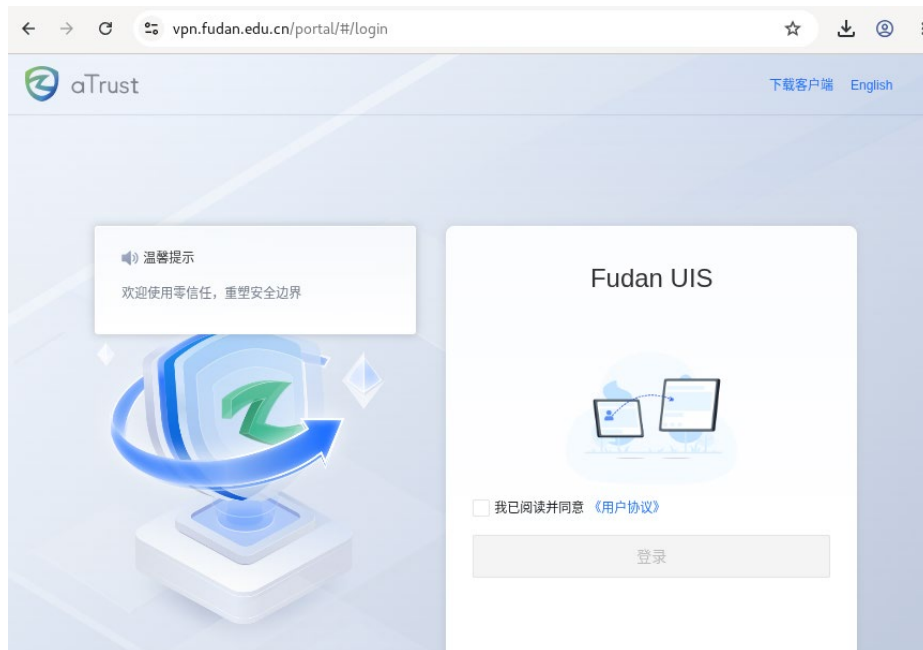 vpn.fudan.edu.cn/portal/#/login
aTrust
下载客户端 English
温馨提示
欢迎使用零信任，重塑安全边界
Fudan UIS
我已阅读并同意 《用户协议》
登录